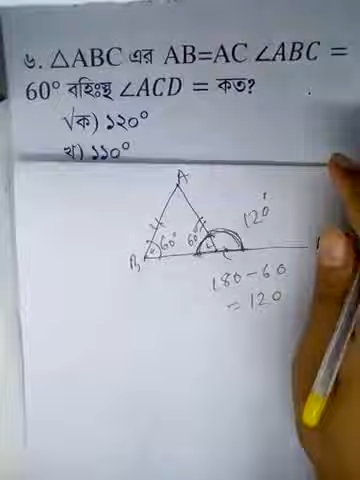 ৬. △ABC এর AB=AC ∠ABC =
60° বহিঃস্থ ∠ACD = কত?
√ক) ১২০°
খ) ১১০°
A
120°
60° 60°
B C
180-60
= 120